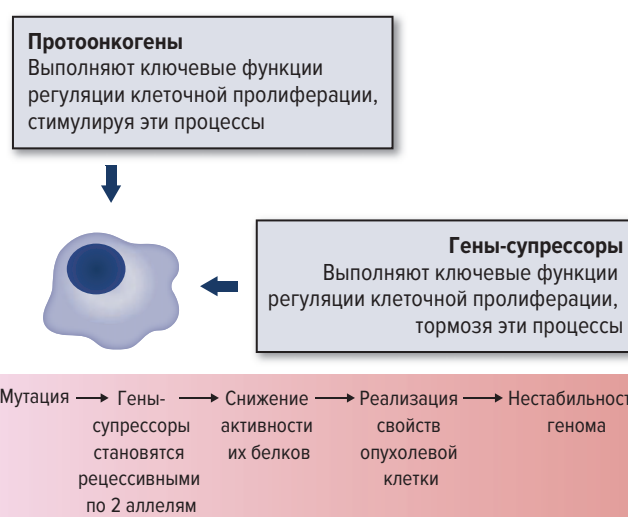 Протоонкогены
Выполняют ключевые функции
регуляции клеточной пролиферации,
стимулируя эти процессы
Гены-супрессоры
Выполняют ключевые функции
регуляции клеточной пролиферации,
тормозя эти процессы
Мутация → Гены- → Снижение → Реализация → Нестабильност
супрессоры активности свойств генома
становятся их белков опухолевой
рецессивными клетки
по 2 аллелям